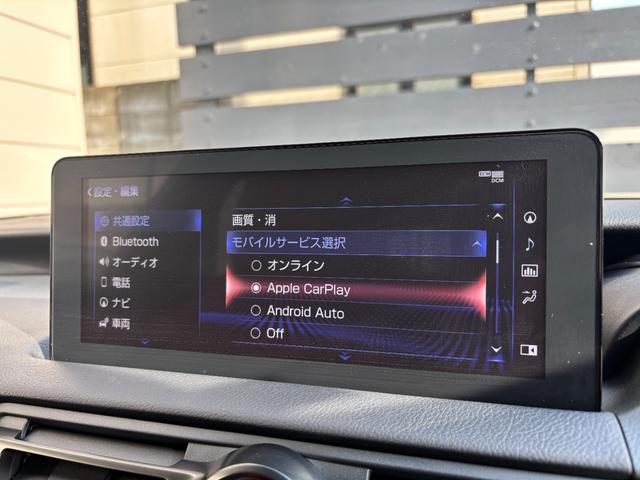 設定・編集
DCM
共通設定
Bluetooth
オーディオ
電話
ナビ
車両
画質・消
モバイルサービス選択
オンライン
Apple CarPlay
Android Auto
Off